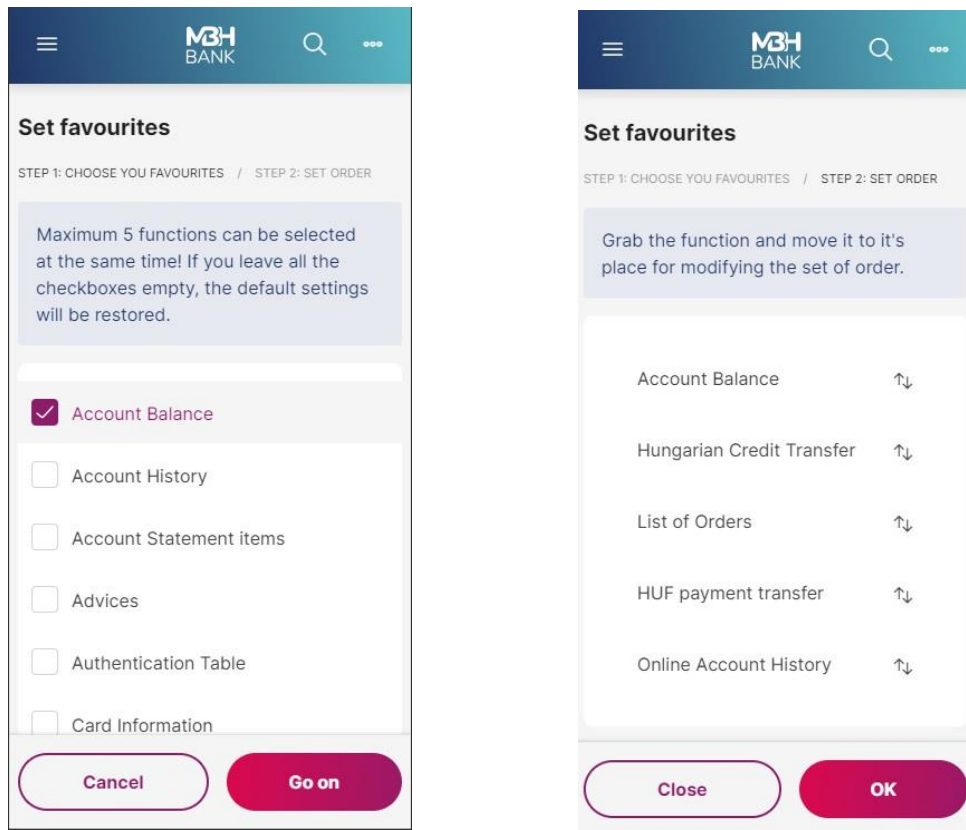 MBH
BANK
Set favourites
STEP 1: CHOOSE YOU FAVOURITES / STEP 2: SET ORDER
Maximum 5 functions can be selected
at the same time! If you leave all the
checkboxes empty, the default settings
will be restored.
Account Balance
Account History
Account Statement items
Advices
Authentication Table
Card Information
Cancel
Go on
MBH
BANK
Set favourites
STEP 1: CHOOSE YOU FAVOURITES / STEP 2: SET ORDER
Grab the function and move it to it's
place for modifying the set of order.
Account Balance
Hungarian Credit Transfer
List of Orders
HUF payment transfer
Online Account History
Close
OK